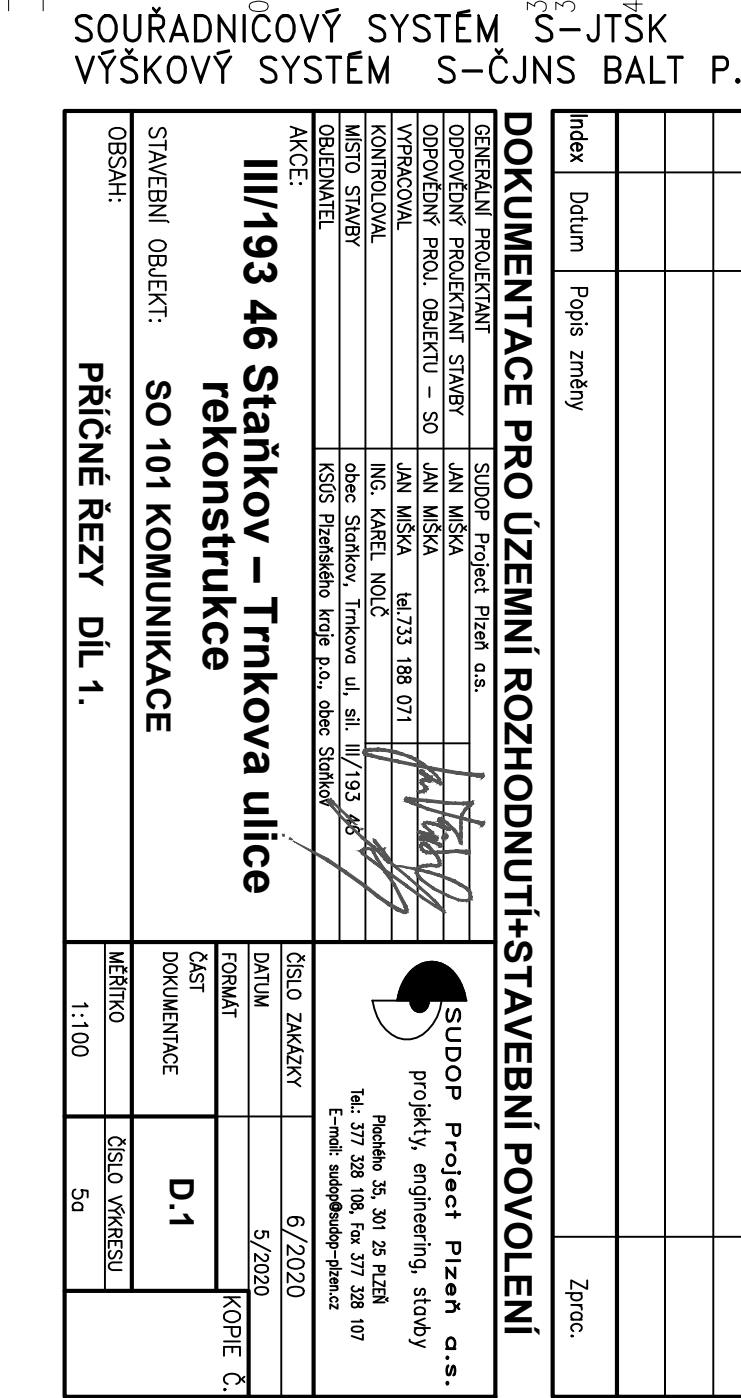 SOUŘADNICOVÝ SYSTÉM S-JTSK
VÝŠKOVÝ SYSTÉM S-ČJNS BALT P.
Index Datum Popis změny Zprac.
DOKUMENTACE PRO ÚZEMNÍ ROZHODNUTÍ+STAVEBNÍ POVOLENÍ
GENERÁLNÍ PROJEKTANT SUDOP Project Plzeň a.s.
ODPOVĚDNÝ PROJEKTANT STAVBY JAN MIŠKA
ODPOVĚDNÝ PROJ. OBJEKTU - SO JAN MIŠKA
VYPRACOVAL JAN MIŠKA tel.733 188 071
KONTROLOVAL ING. KAREL NOLČ
MÍSTO STAVBY obec Staňkov, Trnkova ul, sil. III/193 46
OBJEDNATEL KSÚS Plzeňského kraje p.o., obec Staňkov
SUDOP Project Plzeň a.s.
projekty, engineering, stavby
Plachého 35, 301 25 PLZEŇ
Tel.: 377 328 108, Fax 377 328 107
E-mail: sudop@sudop-plzen.cz
AKCE:
III/193 46 Staňkov – Trnkova ulice
rekonstrukce
STAVEBNÍ OBJEKT: SO 101 KOMUNIKACE
OBSAH:
PŘÍČNÉ ŘEZY DÍL 1.
ČÍSLO ZAKÁZKY 6/2020
DATUM 5/2020
FORMÁT
KOPIE Č.
ČÁST
DOKUMENTACE
D.1
MĚŘÍTKO ČÍSLO VÝKRESU
1:100 5a